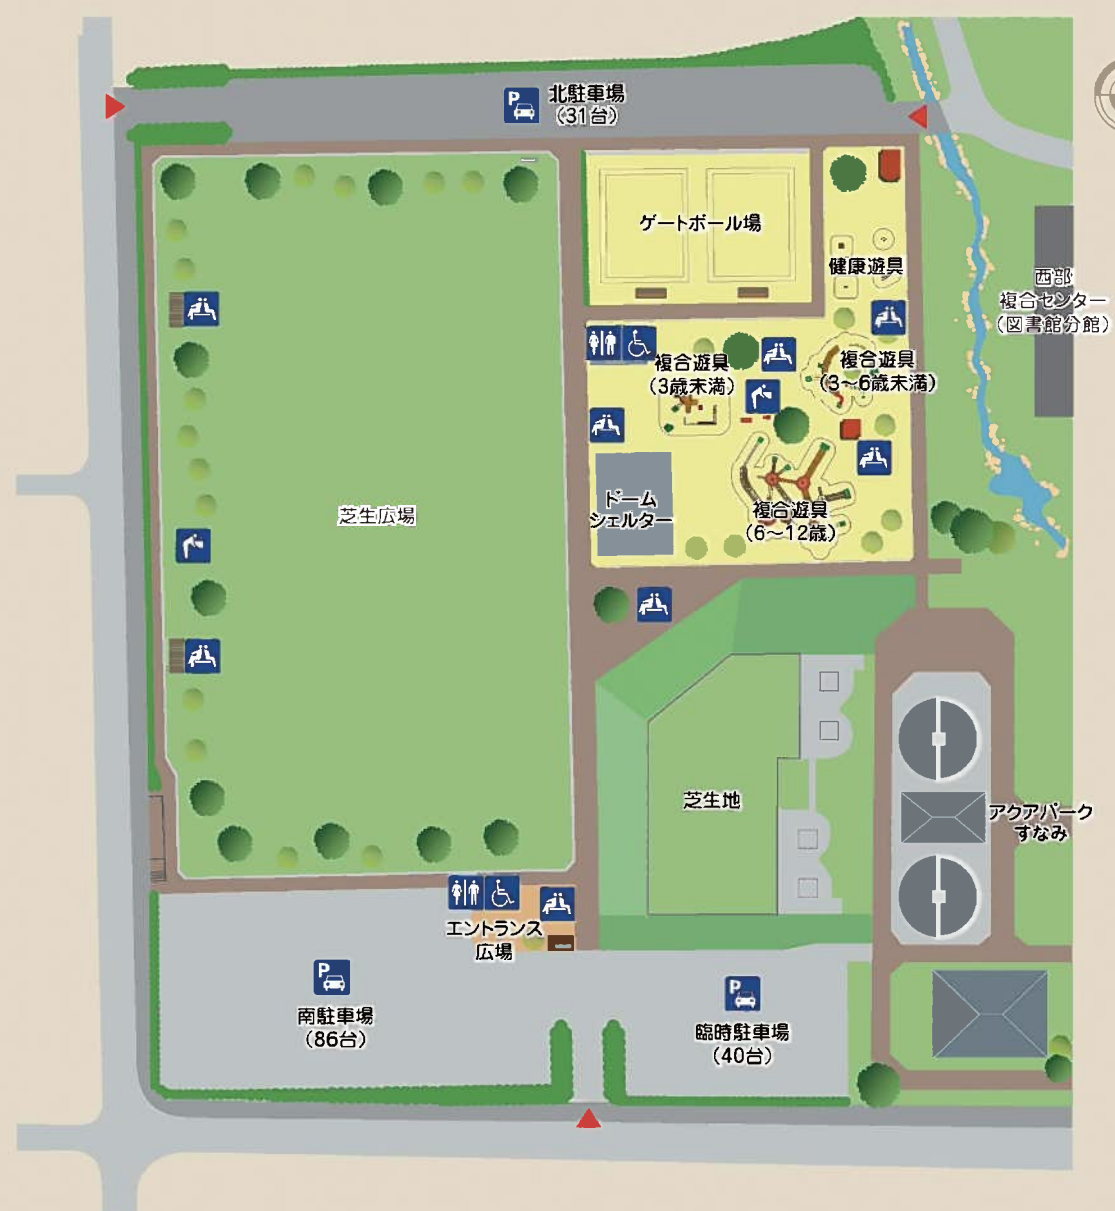 P
北駐車場
(31台)
ゲートボール場
健康遊具
西部
複合センター
(図書館分館)
複合遊具
(3歳未満)
複合遊具
(3〜6歳未満)
ドーム
シェルター
複合遊具
(6〜12歳)
芝生広場
芝生地
アクアパーク
すなみ
エントランス
広場
P
南駐車場
(86台)
P
臨時駐車場
(40台)